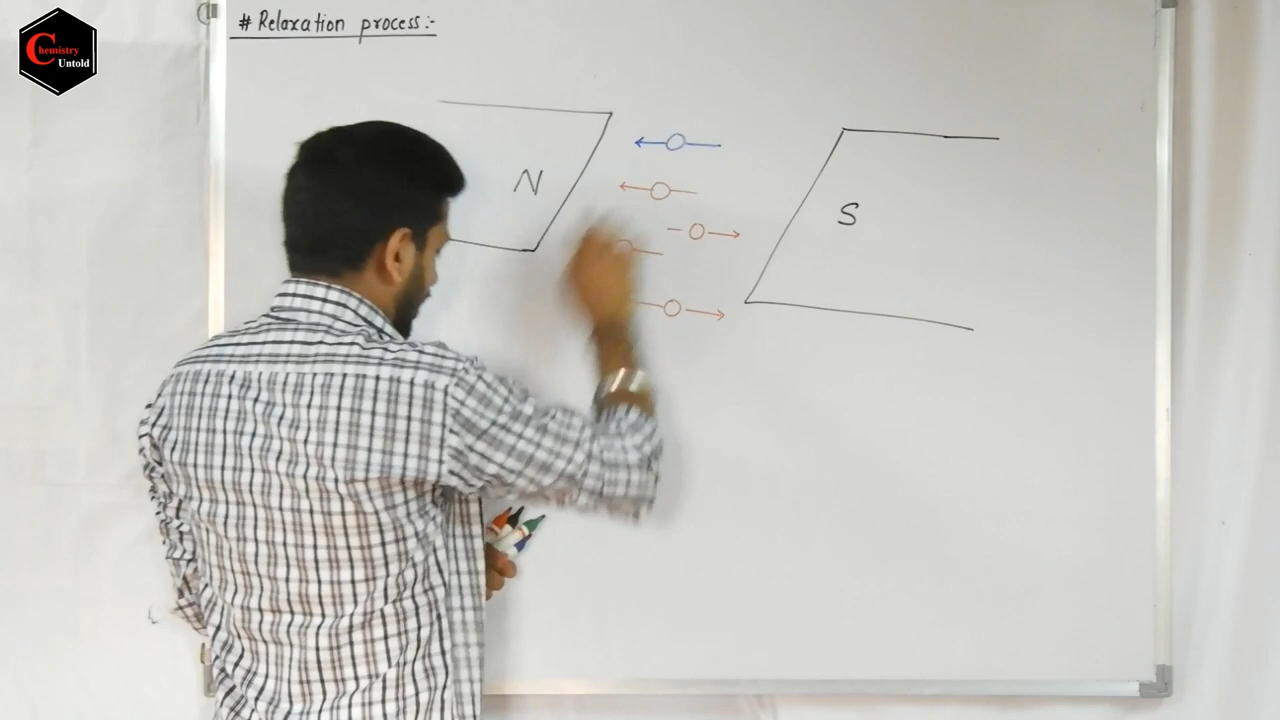 Chemistry
Untold
# Relaxation process:-
N
S